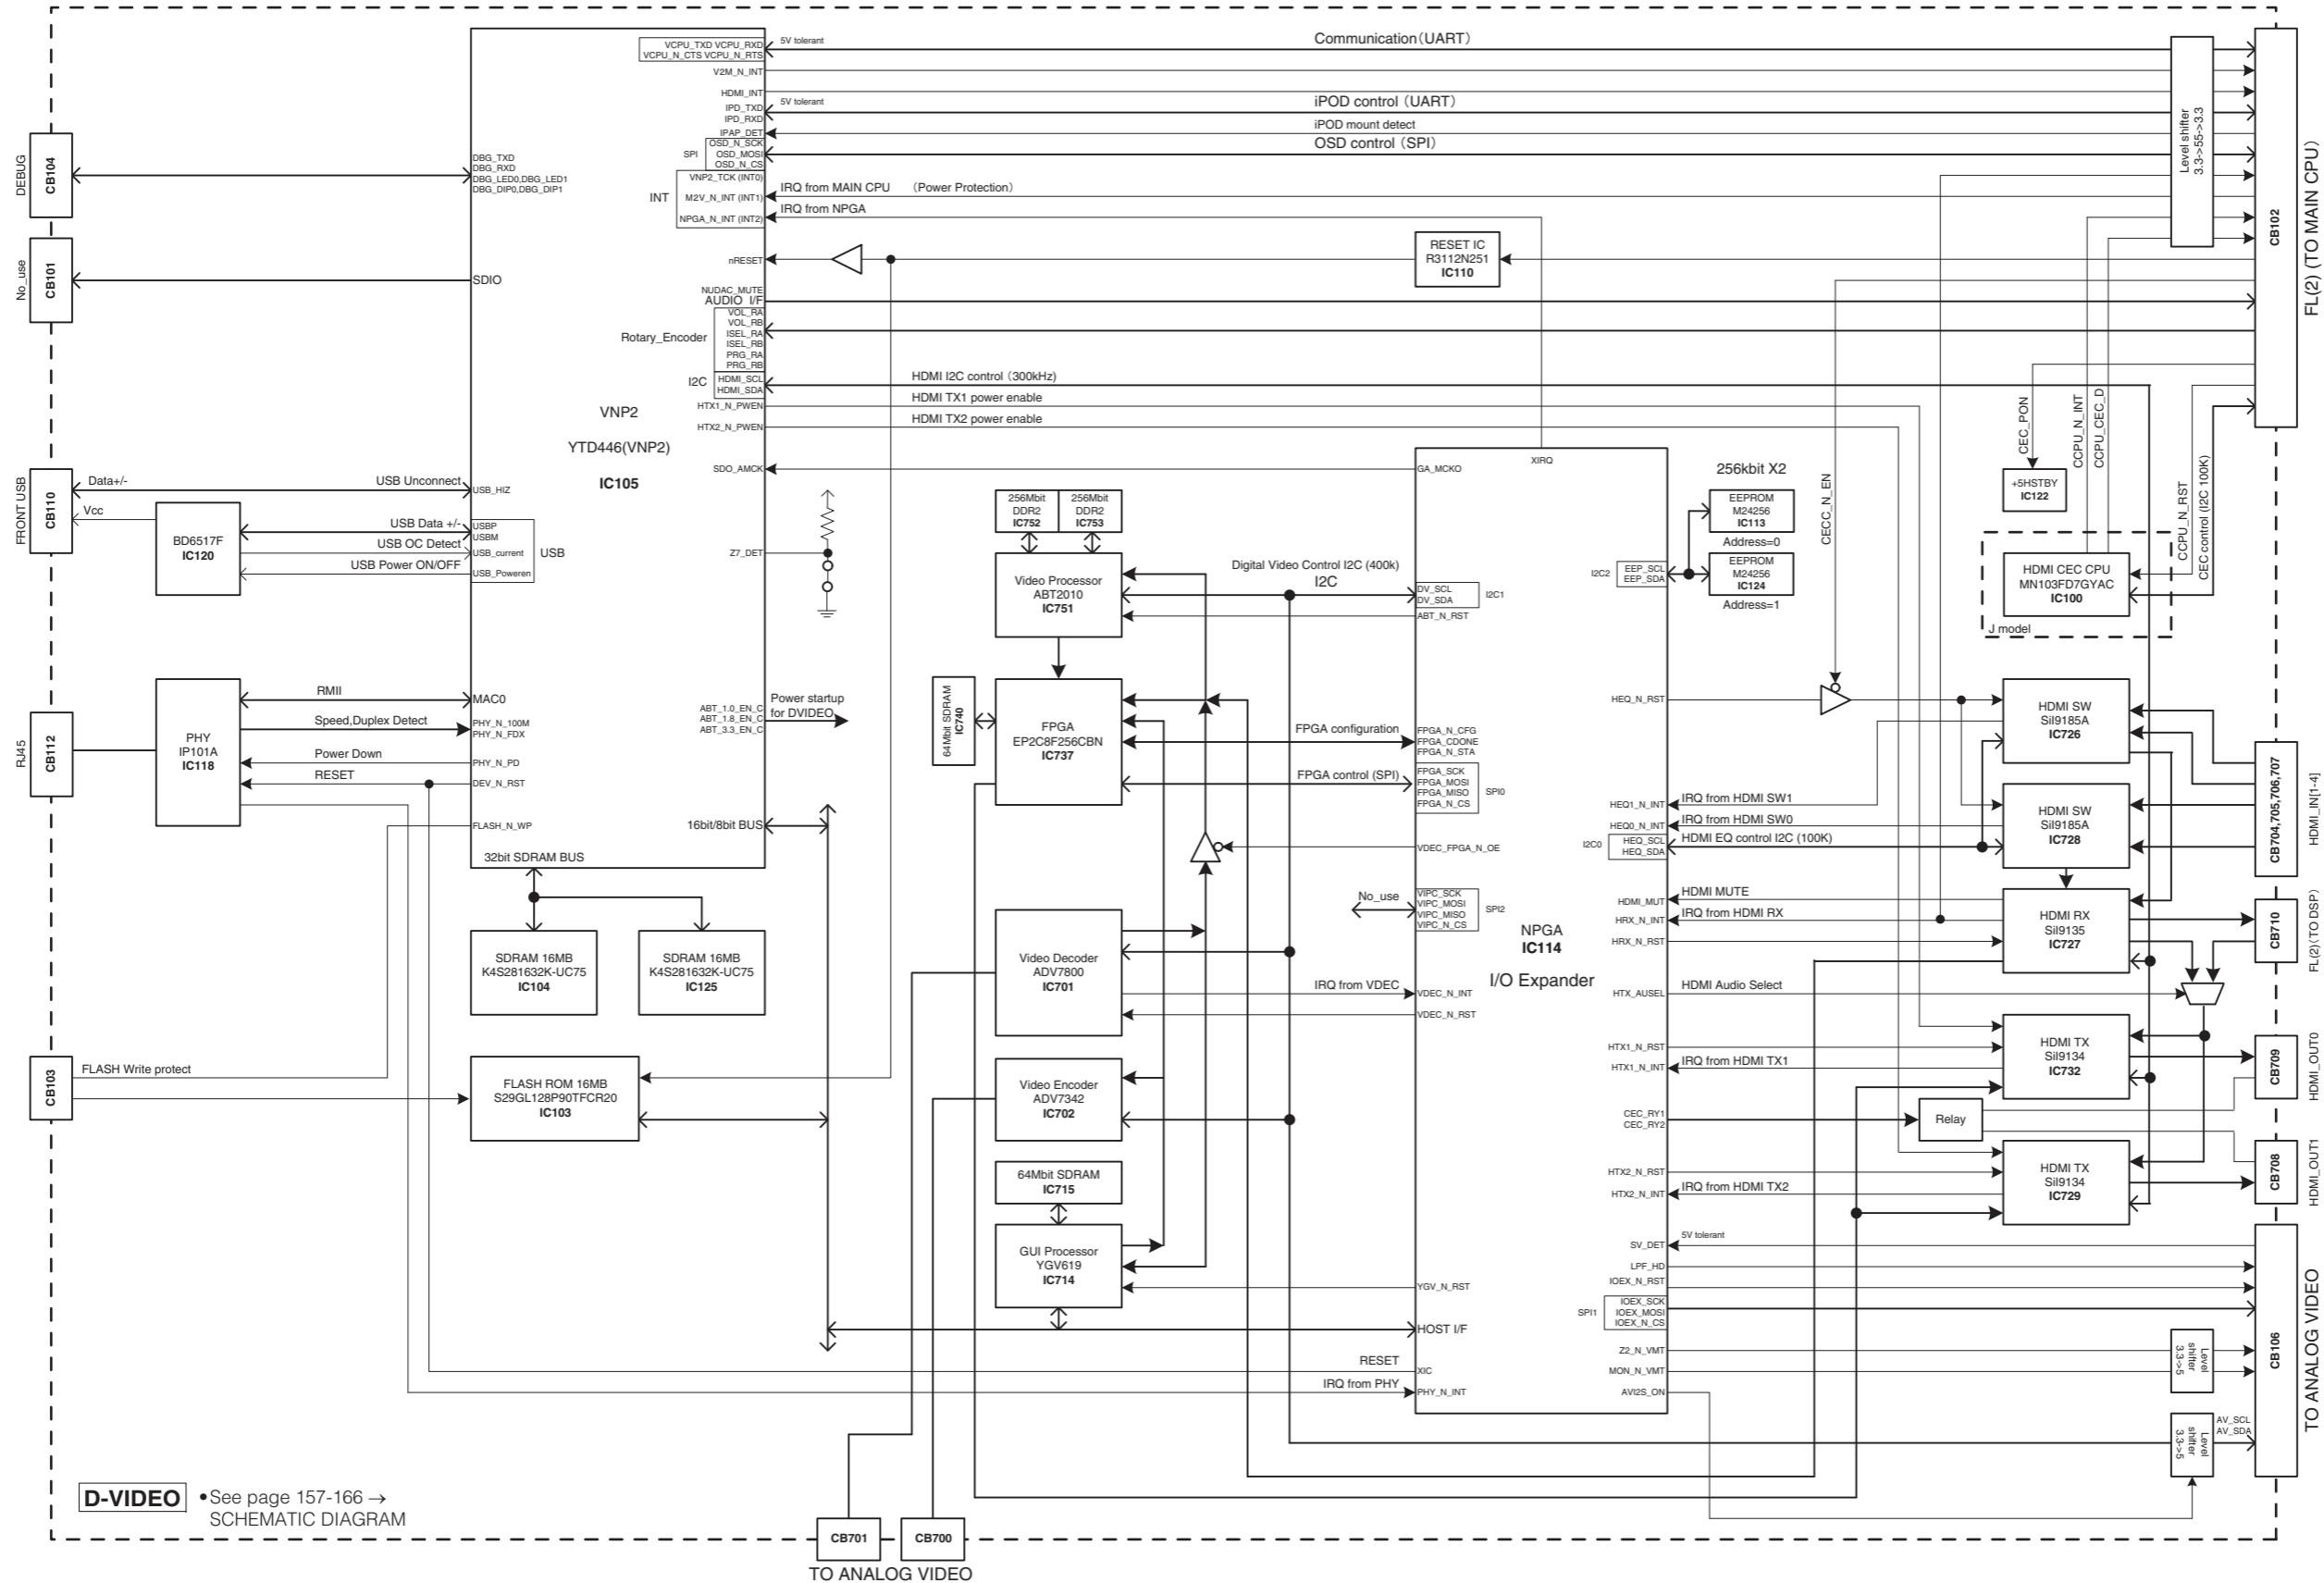 VCPU_TXD VCPU_RXD
VCPU_N_CTS VCPU_N_RTS
5V tolerant
Communication(UART)
V2M_N_INT
HDMI_INT
IPD_TXD
IPD_RXD
5V tolerant
iPOD control (UART)
IPAP_DET
iPOD mount detect
SPI
OSD_N_SCK
OSD_MOSI
OSD_N_CS
OSD control (SPI)
INT
VNP2_TCK (INT0)
M2V_N_INT (INT1)
NPGA_N_INT (INT2)
IRQ from MAIN CPU (Power Protection)
IRQ from NPGA
Level shifter
3.3->55->3.3
CB102
FL(2) (TO MAIN CPU)
DEBUG
CB104
DBG_TXD
DBG_RXD
DBG_LED0,DBG_LED1
DBG_DIP0,DBG_DIP1
No_use
CB101
SDIO
nRESET
RESET IC
R3112N251
IC110
NUDAC_MUTE
AUDIO I/F
Rotary_Encoder
VOL_RA
VOL_RB
ISEL_RA
ISEL_RB
PRG_RA
PRG_RB
I2C
HDMI_SCL
HDMI_SDA
HDMI I2C control (300kHz)
HTX1_N_PWEN
HDMI TX1 power enable
HTX2_N_PWEN
HDMI TX2 power enable
VNP2
YTD446(VNP2)
IC105
SDO_AMCK
GA_MCKO
XIRQ
FRONT USB
CB110
Data+/-
USB Unconnect
USB_HIZ
Vcc
BD6517F
IC120
USB Data +/-
USBP
USBM
USB OC Detect
USB_current
USB Power ON/OFF
USB_Poweren
USB
Z7_DET
256Mbit
DDR2
IC752
256Mbit
DDR2
IC753
Video Processor
ABT2010
IC751
Digital Video Control I2C (400k)
I2C
DV_SCL
DV_SDA
I2C1
ABT_N_RST
256kbit X2
EEPROM
M24256
IC113
Address=0
EEPROM
M24256
IC124
Address=1
I2C2
EEP_SCL
EEP_SDA
CECC_N_EN
CEC_PON
+5HSTBY
IC122
CCPU_N_INT
CCPU_CEC_D
CCPU_N_RST
CEC control (I2C 100K)
HDMI CEC CPU
MN103FD7GYAC
IC100
J model
RJ45
CB112
PHY
IP101A
IC118
RMII
MAC0
Speed,Duplex Detect
PHY_N_100M
PHY_N_FDX
Power Down
PHY_N_PD
RESET
DEV_N_RST
FLASH_N_WP
ABT_1.0_EN_C
ABT_1.8_EN_C
ABT_3.3_EN_C
Power startup
for DVIDEO
16bit/8bit BUS
32bit SDRAM BUS
64Mbit SDRAM
IC740
FPGA
EP2C8F256CBN
IC737
FPGA configuration
FPGA_N_CFG
FPGA_CDONE
FPGA_N_STA
FPGA control (SPI)
FPGA_SCK
FPGA_MOSI
FPGA_MISO
FPGA_N_CS
SPI0
VDEC_FPGA_N_OE
HEQ_N_RST
HEQ1_N_INT
IRQ from HDMI SW1
HEQ0_N_INT
IRQ from HDMI SW0
I2C0
HEQ_SCL
HEQ_SDA
HDMI EQ control I2C (100K)
HDMI SW
SiI9185A
IC726
HDMI SW
SiI9185A
IC728
CB704,705,706,707
HDMI_IN[1-4]
SDRAM 16MB
K4S281632K-UC75
IC104
SDRAM 16MB
K4S281632K-UC75
IC125
No_use
VIPC_SCK
VIPC_MOSI
VIPC_MISO
VIPC_N_CS
SPI2
NPGA
IC114
I/O Expander
HDMI_MUT
HDMI MUTE
HRX_N_INT
IRQ from HDMI RX
HRX_N_RST
HDMI RX
SiI9135
IC727
CB710
FL(2)(TO DSP)
Video Decoder
ADV7800
IC701
IRQ from VDEC
VDEC_N_INT
VDEC_N_RST
HTX_AUSEL
HDMI Audio Select
HTX1_N_RST
HTX1_N_INT
IRQ from HDMI TX1
HDMI TX
SiI9134
IC732
CB709
HDMI_OUT0
CB103
FLASH Write protect
FLASH ROM 16MB
S29GL128P90TFCR20
IC103
Video Encoder
ADV7342
IC702
CEC_RY1
CEC_RY2
Relay
HTX2_N_RST
HTX2_N_INT
IRQ from HDMI TX2
HDMI TX
SiI9134
IC729
CB708
HDMI_OUT1
64Mbit SDRAM
IC715
GUI Processor
YGV619
IC714
YGV_N_RST
HOST I/F
SV_DET
5V tolerant
LPF_HD
IOEX_N_RST
SPI1
IOEX_SCK
IOEX_MOSI
IOEX_N_CS
Z2_N_VMT
MON_N_VMT
AVI2S_ON
Level
shifter
3.3->5
Level
shifter
3.3->5
AV_SCL
AV_SDA
CB106
TO ANALOG VIDEO
RESET
XIC
IRQ from PHY
PHY_N_INT
D-VIDEO
•See page 157-166 →
SCHEMATIC DIAGRAM
CB701
CB700
TO ANALOG VIDEO